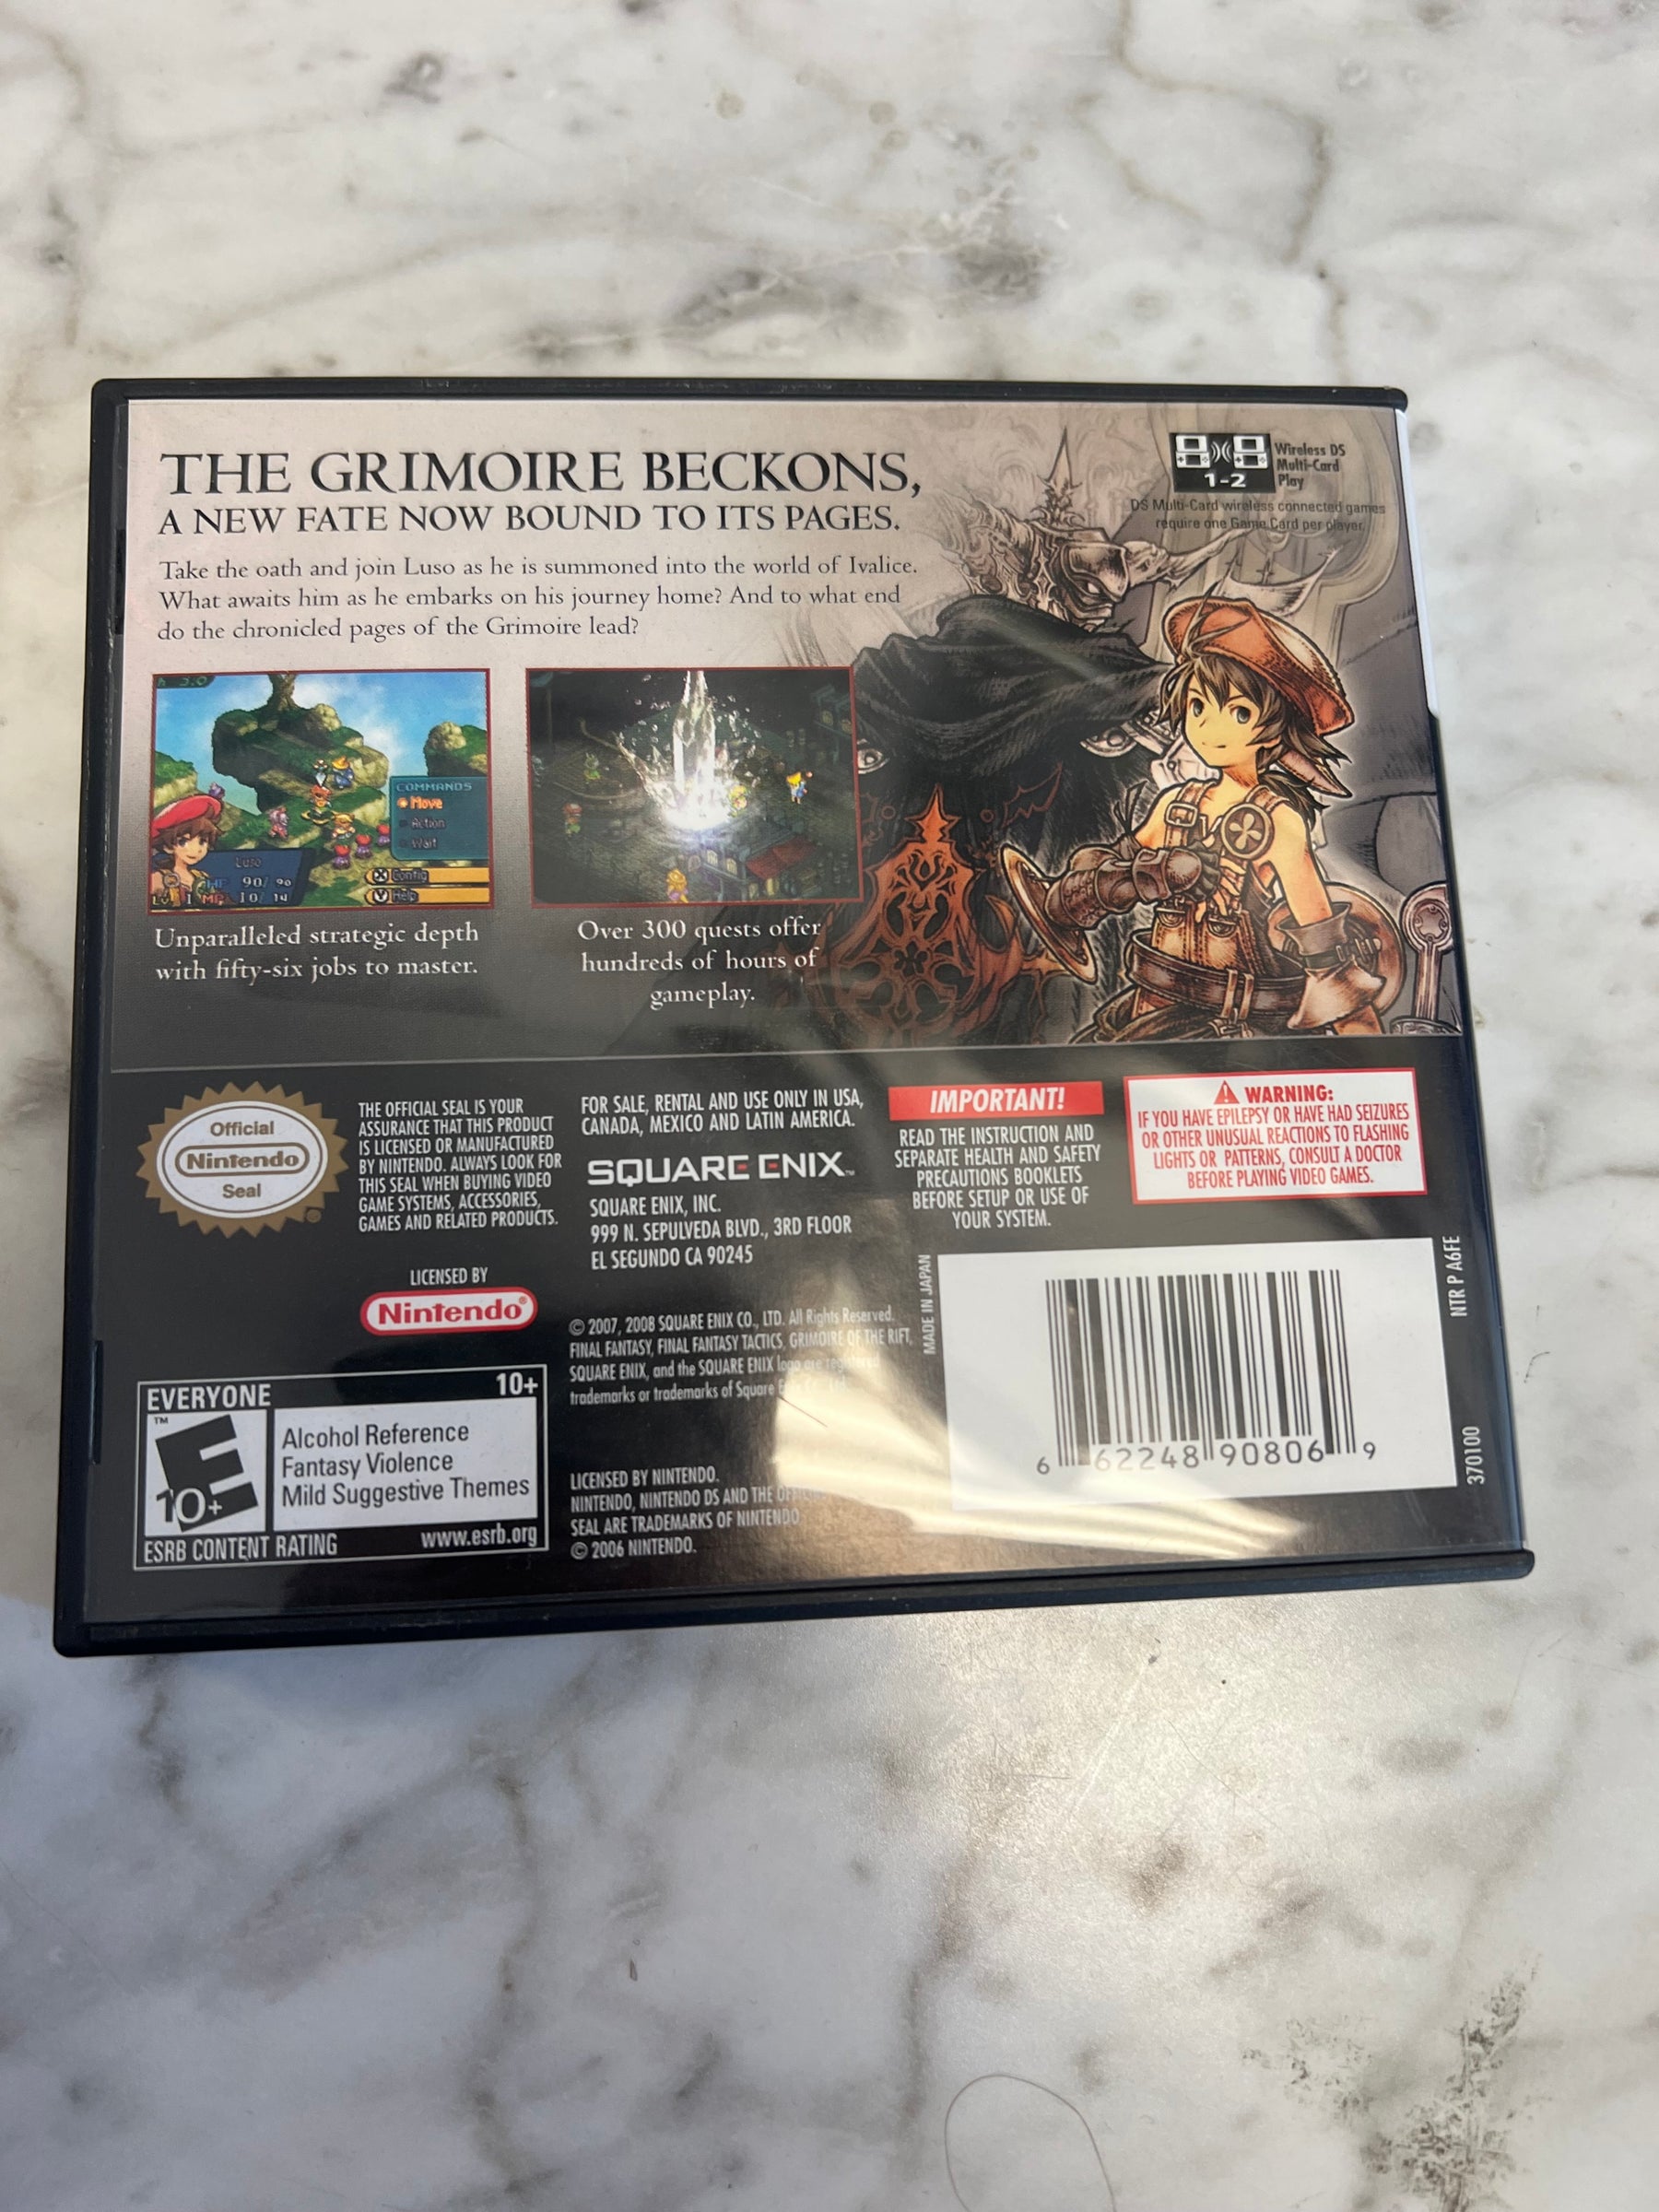 THE GRIMOIRE BECKONS,
A NEW FATE NOW BOUND TO ITS PAGES.
Take the oath and join Luso as he is summoned into the world of Ivalice.
What awaits him as he embarks on his journey home? And to what end
do the chronicled pages of the Grimoire lead?
1-2
Wireless DS
Multi-Card
Play
DS Multi-Card wireless connected games
require one Game Card per player.
COMMANDS
Move
Action
Wait
Luso
HP 90/90
Lv. 1 MP 10/14
X Config
Y Help
Unparalleled strategic depth
with fifty-six jobs to master.
Over 300 quests offer
hundreds of hours of
gameplay.
Official
Nintendo
Seal
THE OFFICIAL SEAL IS YOUR
ASSURANCE THAT THIS PRODUCT
IS LICENSED OR MANUFACTURED
BY NINTENDO. ALWAYS LOOK FOR
THIS SEAL WHEN BUYING VIDEO
GAME SYSTEMS, ACCESSORIES,
GAMES AND RELATED PRODUCTS.
LICENSED BY
Nintendo®
EVERYONE 10+
E
10+
TM
Alcohol Reference
Fantasy Violence
Mild Suggestive Themes
ESRB CONTENT RATING www.esrb.org
FOR SALE, RENTAL AND USE ONLY IN USA,
CANADA, MEXICO AND LATIN AMERICA.
SQUARE ENIX™
SQUARE ENIX, INC.
999 N. SEPULVEDA BLVD., 3RD FLOOR
EL SEGUNDO CA 90245
© 2007, 2008 SQUARE ENIX CO., LTD. All Rights Reserved.
FINAL FANTASY, FINAL FANTASY TACTICS, GRIMOIRE OF THE RIFT,
SQUARE ENIX, and the SQUARE ENIX logo are registered
trademarks or trademarks of Square
LICENSED BY NINTENDO.
NINTENDO, NINTENDO DS AND THE
SEAL ARE TRADEMARKS OF NINTENDO
© 2006 NINTENDO.
IMPORTANT!
READ THE INSTRUCTION AND
SEPARATE HEALTH AND SAFETY
PRECAUTIONS BOOKLETS
BEFORE SETUP OR USE OF
YOUR SYSTEM.
WARNING:
IF YOU HAVE EPILEPSY OR HAVE HAD SEIZURES
OR OTHER UNUSUAL REACTIONS TO FLASHING
LIGHTS OR PATTERNS, CONSULT A DOCTOR
BEFORE PLAYING VIDEO GAMES.
MADE IN JAPAN
6 62248 90806 9
NTR P A6FE
370100